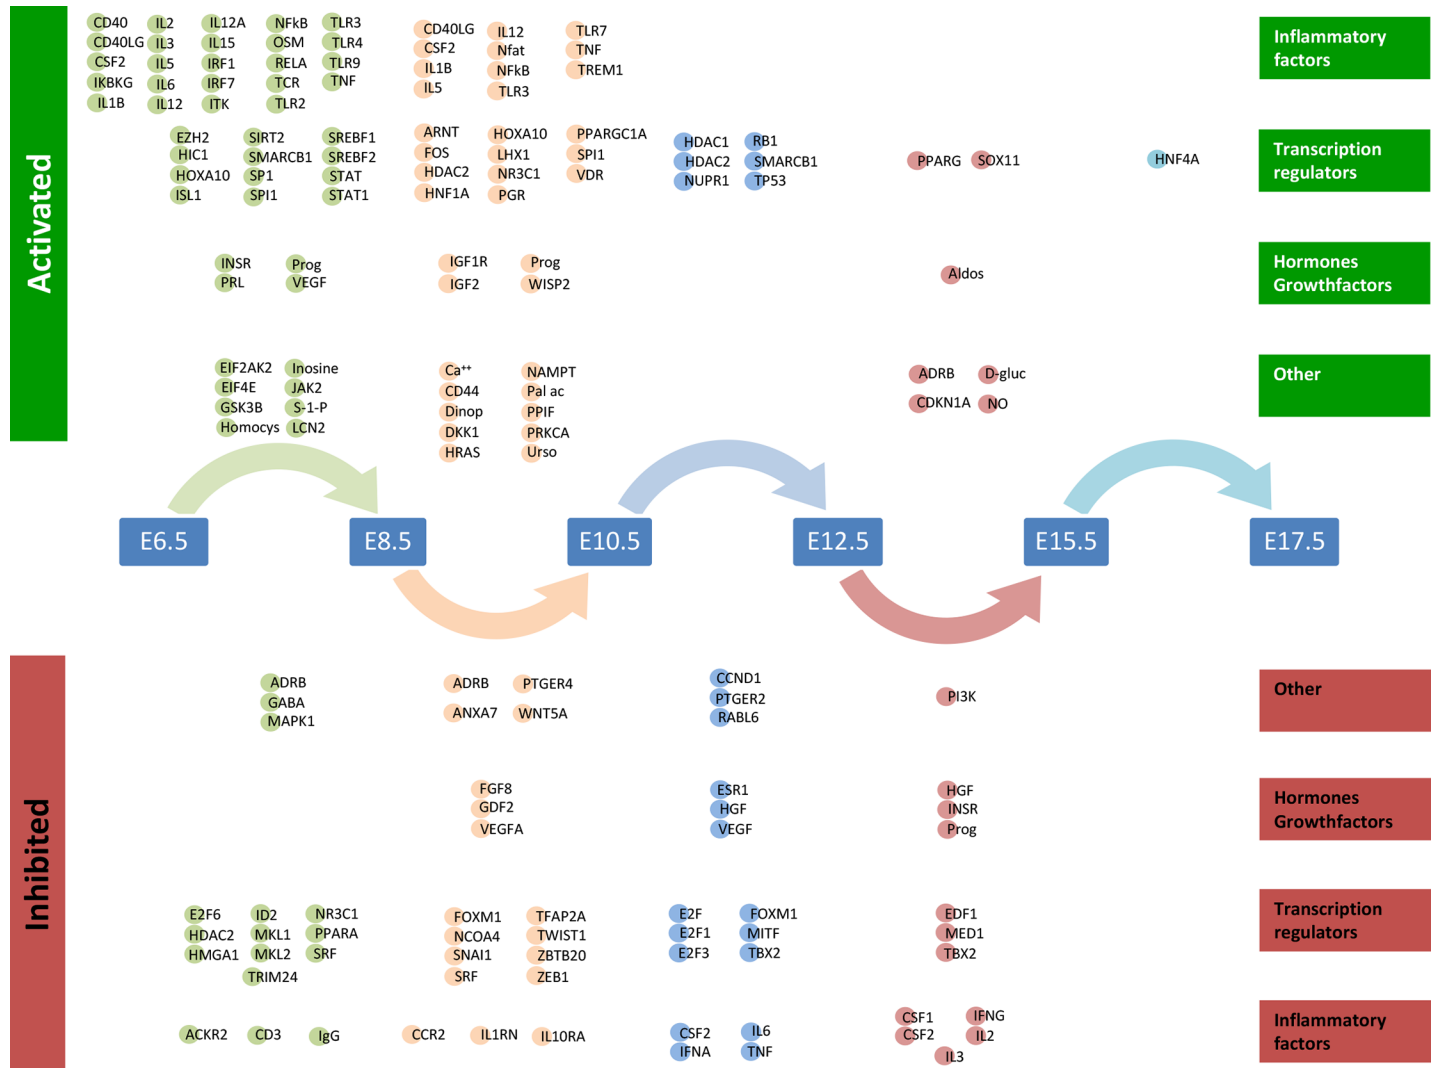 Activated
CD40 IL2 IL12A NFkB TLR3
CD40LG IL3 IL15 OSM TLR4
CSF2 IL5 IRF1 RELA TLR9
IKBKG IL6 IRF7 TCR TNF
IL1B IL12 ITK TLR2
CD40LG IL12 TLR7
CSF2 Nfat TNF
IL1B NFkB TREM1
IL5 TLR3
Inflammatory
factors
EZH2 SIRT2 SREBF1
HIC1 SMARCB1 SREBF2
HOXA10 SP1 STAT
ISL1 SPI1 STAT1
ARNT HOXA10 PPARGC1A
FOS LHX1 SPI1
HDAC2 NR3C1 VDR
HNF1A PGR
HDAC1 RB1
HDAC2 SMARCB1
NUPR1 TP53
PPARG SOX11
HNF4A
Transcription
regulators
INSR Prog
PRL VEGF
IGF1R Prog
IGF2 WISP2
Aldos
Hormones
Growthfactors
EIF2AK2 Inosine
EIF4E JAK2
GSK3B S-1-P
Homocys LCN2
Ca⁺⁺ NAMPT
CD44 Pal ac
Dinop PPIF
DKK1 PRKCA
HRAS Urso
ADRB D-gluc
CDKN1A NO
Other
E6.5 E8.5 E10.5 E12.5 E15.5 E17.5
Inhibited
ADRB
GABA
MAPK1
ADRB PTGER4
ANXA7 WNT5A
CCND1
PTGER2
RABL6
PI3K
Other
FGF8
GDF2
VEGFA
ESR1
HGF
VEGF
HGF
INSR
Prog
Hormones
Growthfactors
E2F6 ID2 NR3C1
HDAC2 MKL1 PPARA
HMGA1 MKL2 SRF
TRIM24
FOXM1 TFAP2A
NCOA4 TWIST1
SNAI1 ZBTB20
SRF ZEB1
E2F FOXM1
E2F1 MITF
E2F3 TBX2
EDF1
MED1
TBX2
Transcription
regulators
ACKR2 CD3 IgG
CCR2 IL1RN IL10RA
CSF2 IL6
IFNA TNF
CSF1 IFNG
CSF2 IL2
IL3
Inflammatory
factors